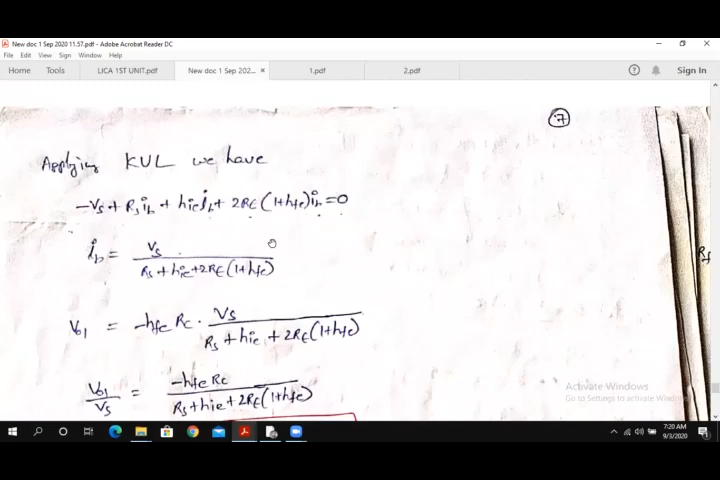 New doc 1 Sep 2020 11.57.pdf - Adobe Acrobat Reader DC
File Edit View Sign Window Help
Home Tools LICA 1ST UNIT.pdf New doc 1 Sep 202... × 1.pdf 2.pdf Sign In
7
Applying KVL we have
-Vs + Rs ib + hie ib + 2RE (1+hfe) ib = 0
ib = Vs / (Rs + hie + 2RE (1+hfe))
Vo1 = -hfe Rc . Vs / (Rs + hie + 2RE (1+hfe))
Vo1 / Vs = -hfe Rc / (Rs + hie + 2RE (1+hfe))
Activate Windows
Go to Settings to activate Windows
7:20 AM
9/3/2020